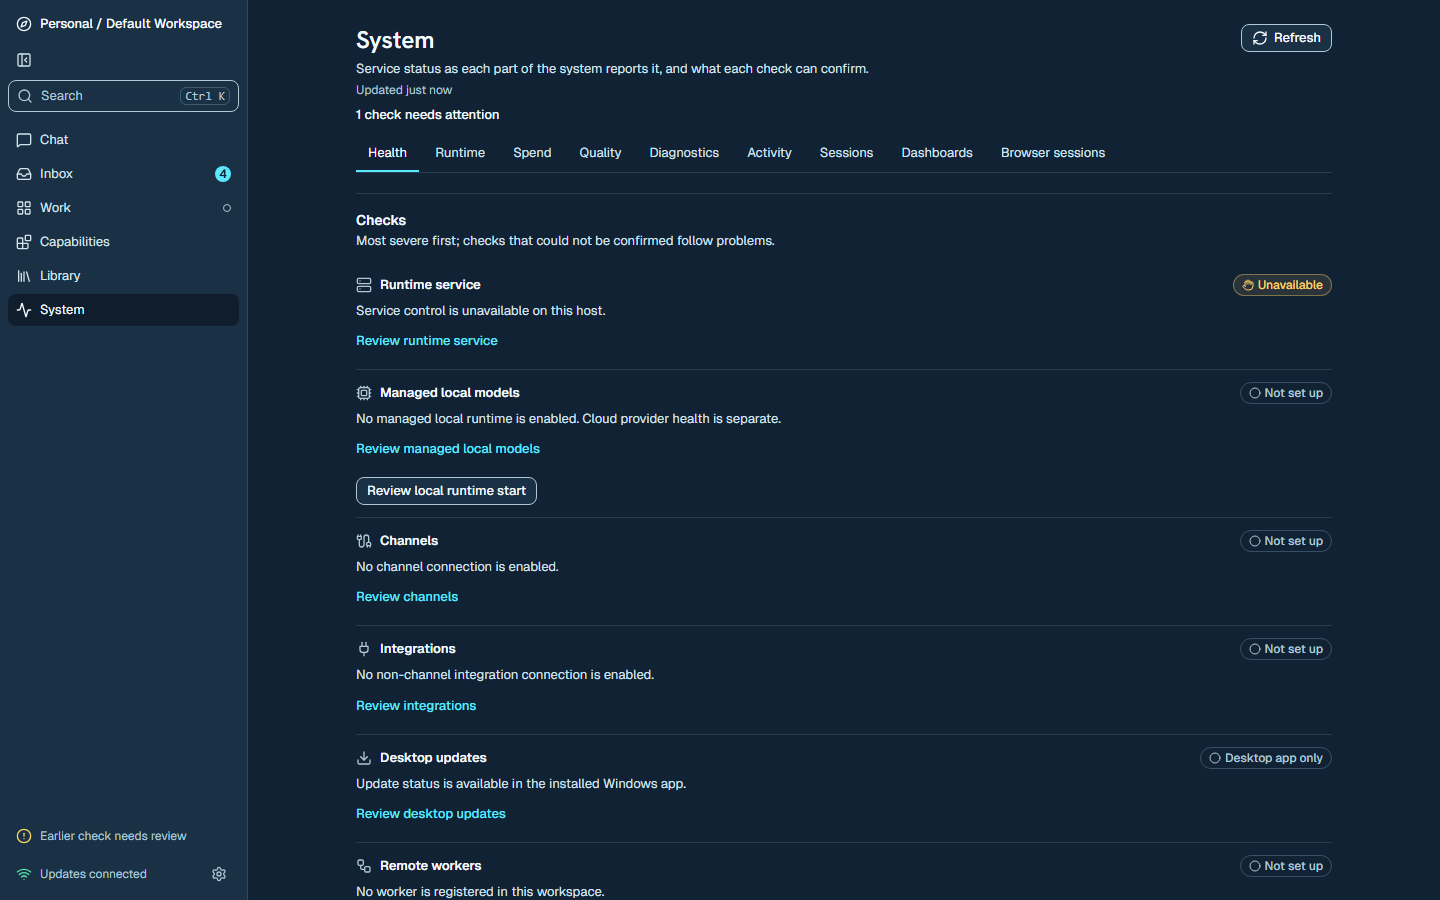 Personal / Default Workspace
Search
Ctrl K
Chat
Inbox
4
Work
Capabilities
Library
System
Earlier check needs review
Updates connected
System
Refresh
Service status as each part of the system reports it, and what each check can confirm.
Updated just now
1 check needs attention
Health
Runtime
Spend
Quality
Diagnostics
Activity
Sessions
Dashboards
Browser sessions
Checks
Most severe first; checks that could not be confirmed follow problems.
Runtime service
Unavailable
Service control is unavailable on this host.
Review runtime service
Managed local models
Not set up
No managed local runtime is enabled. Cloud provider health is separate.
Review managed local models
Review local runtime start
Channels
Not set up
No channel connection is enabled.
Review channels
Integrations
Not set up
No non-channel integration connection is enabled.
Review integrations
Desktop updates
Desktop app only
Update status is available in the installed Windows app.
Review desktop updates
Remote workers
Not set up
No worker is registered in this workspace.